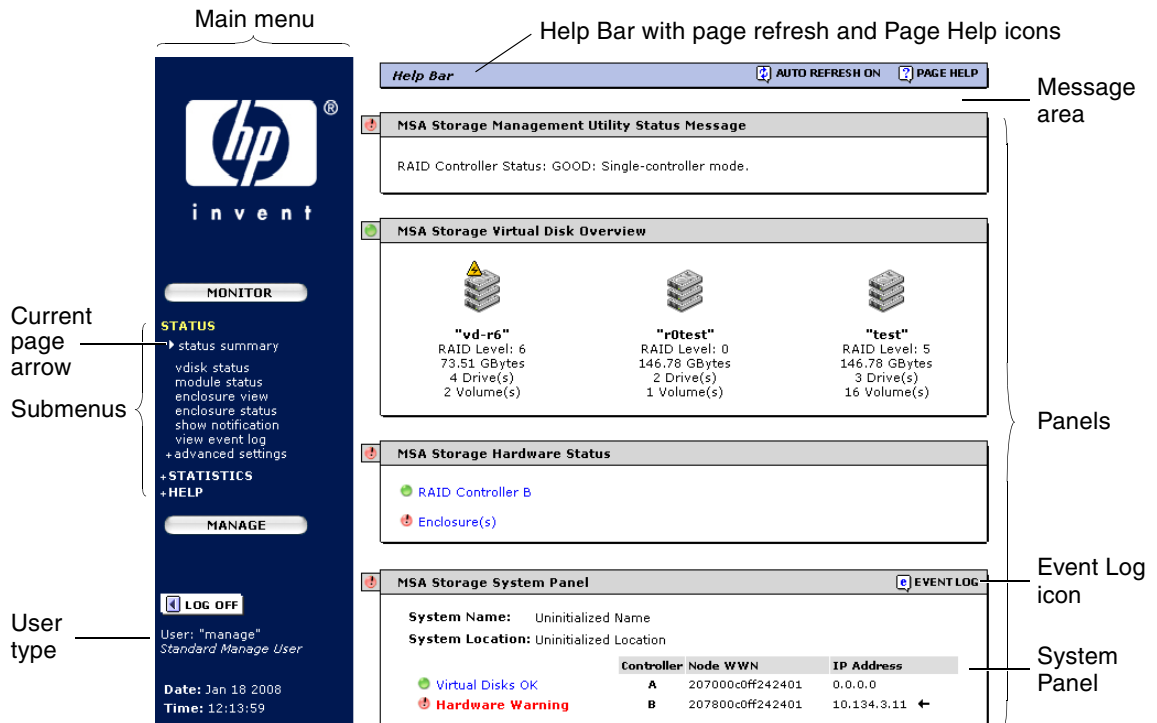 Main menu
Help Bar with page refresh and Page Help icons
Help Bar
AUTO REFRESH ON
PAGE HELP
Message
area
hp
®
invent
MSA Storage Management Utility Status Message
RAID Controller Status: GOOD: Single-controller mode.
MSA Storage Virtual Disk Overview
"vd-r6"
RAID Level: 6
73.51 GBytes
4 Drive(s)
2 Volume(s)
"r0test"
RAID Level: 0
146.78 GBytes
2 Drive(s)
1 Volume(s)
"test"
RAID Level: 5
146.78 GBytes
3 Drive(s)
16 Volume(s)
MONITOR
Current
page
arrow
Submenus
STATUS
status summary
vdisk status
module status
enclosure view
enclosure status
show notification
view event log
+advanced settings
+STATISTICS
+HELP
MANAGE
Panels
MSA Storage Hardware Status
RAID Controller B
Enclosure(s)
LOG OFF
User
type
User: "manage"
Standard Manage User
Date: Jan 18 2008
Time: 12:13:59
MSA Storage System Panel
EVENT LOG
Event Log
icon
System Name: Uninitialized Name
System Location: Uninitialized Location
Controller Node WWN IP Address
Virtual Disks OK A 207000c0ff242401 0.0.0.0
Hardware Warning B 207800c0ff242401 10.134.3.11
System
Panel